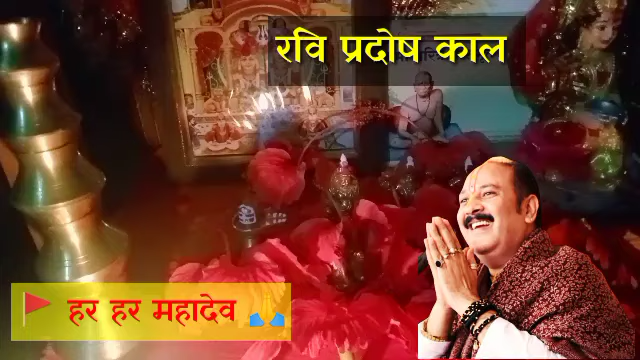 रवि प्रदोष काल
🚩 हर हर महादेव 🙏